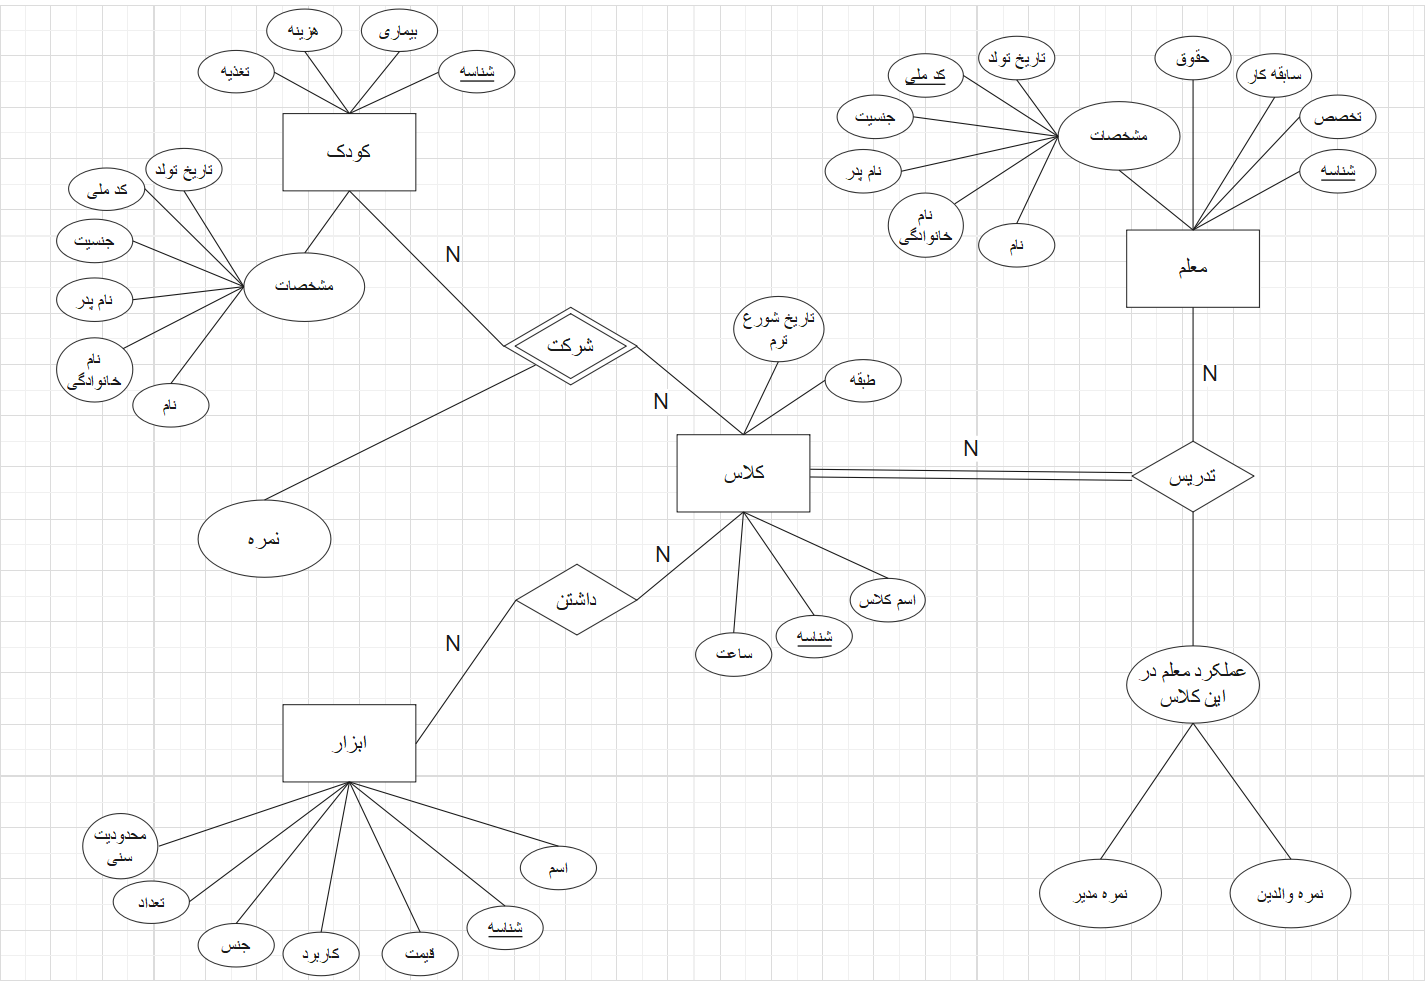 هزینه
بیماری
تغذیه
شناسه
کودک
تاریخ تولد
کد ملی
جنسیت
نام پدر
نام
خانوادگی
نام
مشخصات
N
شرکت
N
نمره
تاریخ تولد
کد ملی
جنسیت
نام پدر
نام
خانوادگی
نام
مشخصات
حقوق
سابقه کار
تخصص
شناسه
معلم
N
تاریخ شورع
ترم
طبقه
کلاس
N
تدریس
N
داشتن
N
اسم کلاس
شناسه
ساعت
عملکرد معلم در
این کلاس
نمره مدیر
نمره والدین
ابزار
محدودیت
سنی
تعداد
جنس
کاربرد
قیمت
شناسه
اسم